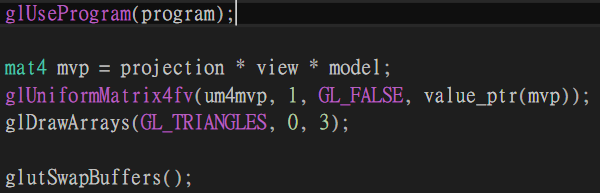 glUseProgram(program);
mat4 mvp = projection * view * model;
glUniformMatrix4fv(um4mvp, 1, GL_FALSE, value_ptr(mvp));
glDrawArrays(GL_TRIANGLES, 0, 3);
glutSwapBuffers();